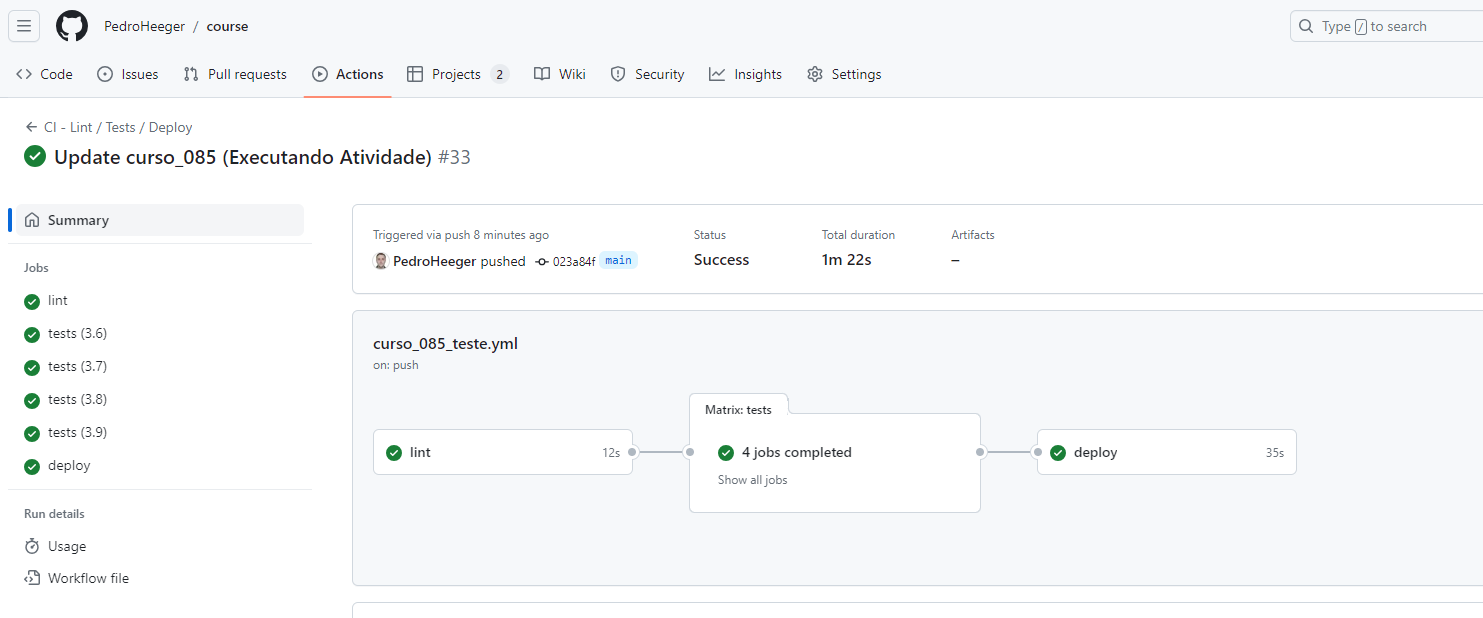 PedroHeeger / course
Type / to search
Code Issues Pull requests Actions Projects 2 Wiki Security Insights Settings
← CI - Lint / Tests / Deploy
Update curso_085 (Executando Atividade) #33
Summary
Jobs
lint
tests (3.6)
tests (3.7)
tests (3.8)
tests (3.9)
deploy
Run details
Usage
Workflow file
Triggered via push 8 minutes ago
PedroHeeger pushed 023a84f main
Status
Success
Total duration
1m 22s
Artifacts
–
curso_085_teste.yml
on: push
lint 12s
Matrix: tests
4 jobs completed
Show all jobs
deploy 35s